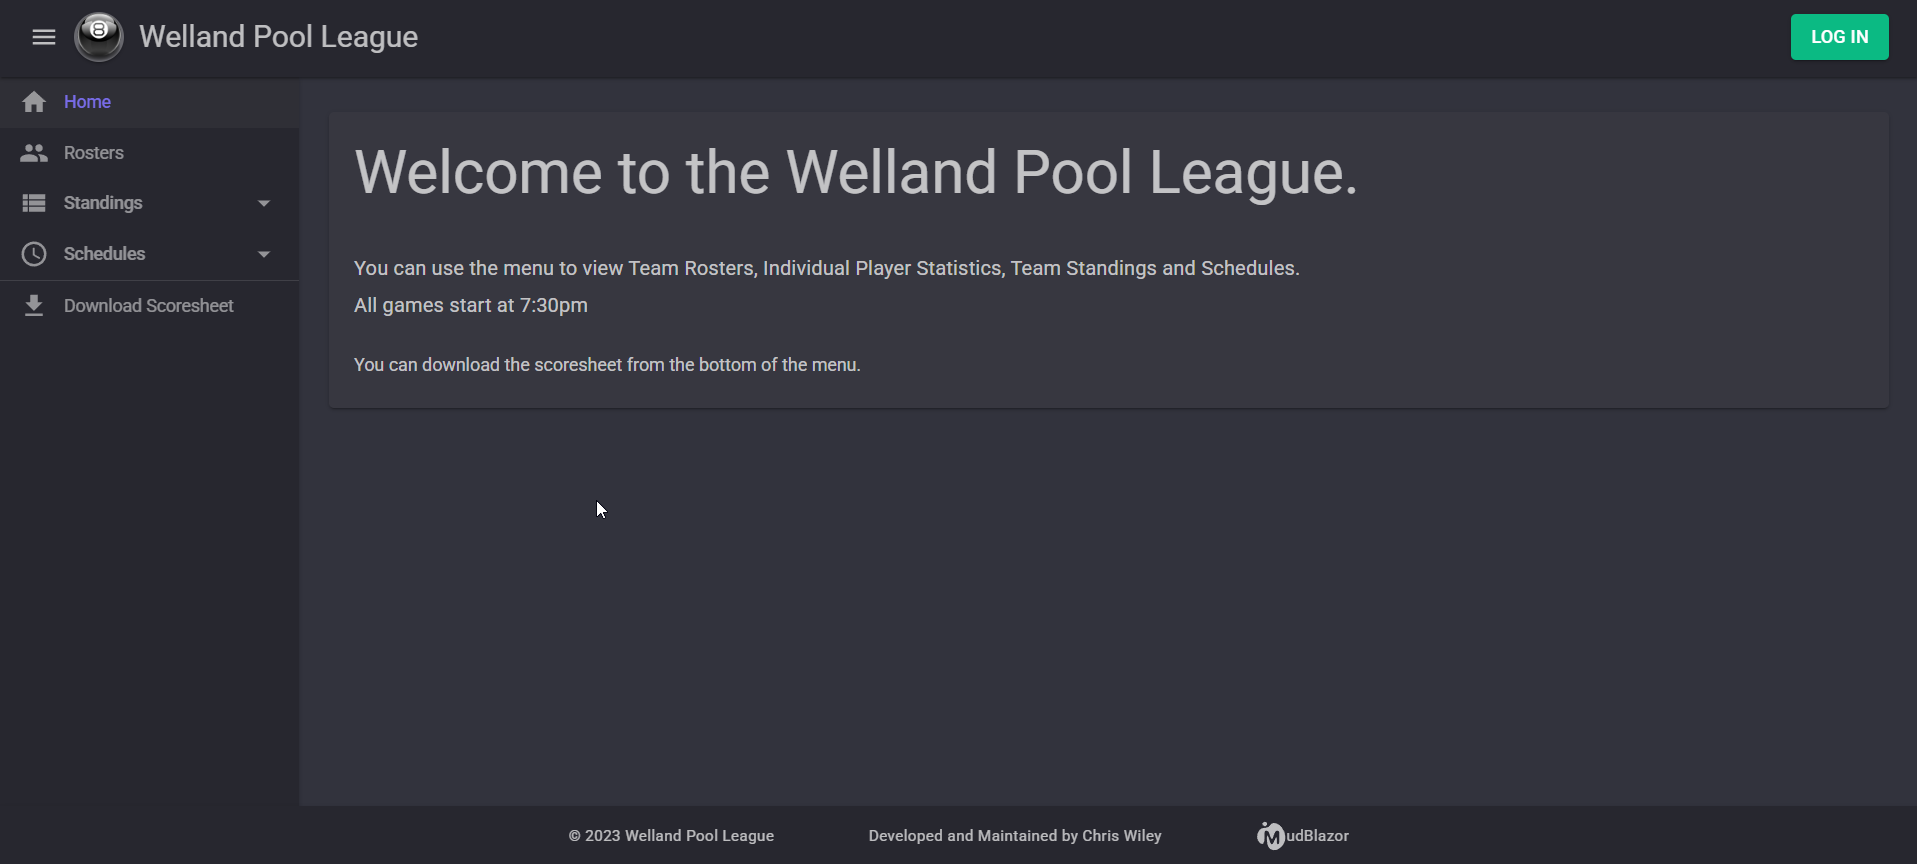 Welland Pool League
LOG IN
Home
Rosters
Standings
Schedules
Download Scoresheet
Welcome to the Welland Pool League.
You can use the menu to view Team Rosters, Individual Player Statistics, Team Standings and Schedules.
All games start at 7:30pm
You can download the scoresheet from the bottom of the menu.
© 2023 Welland Pool League
Developed and Maintained by Chris Wiley
MudBlazor